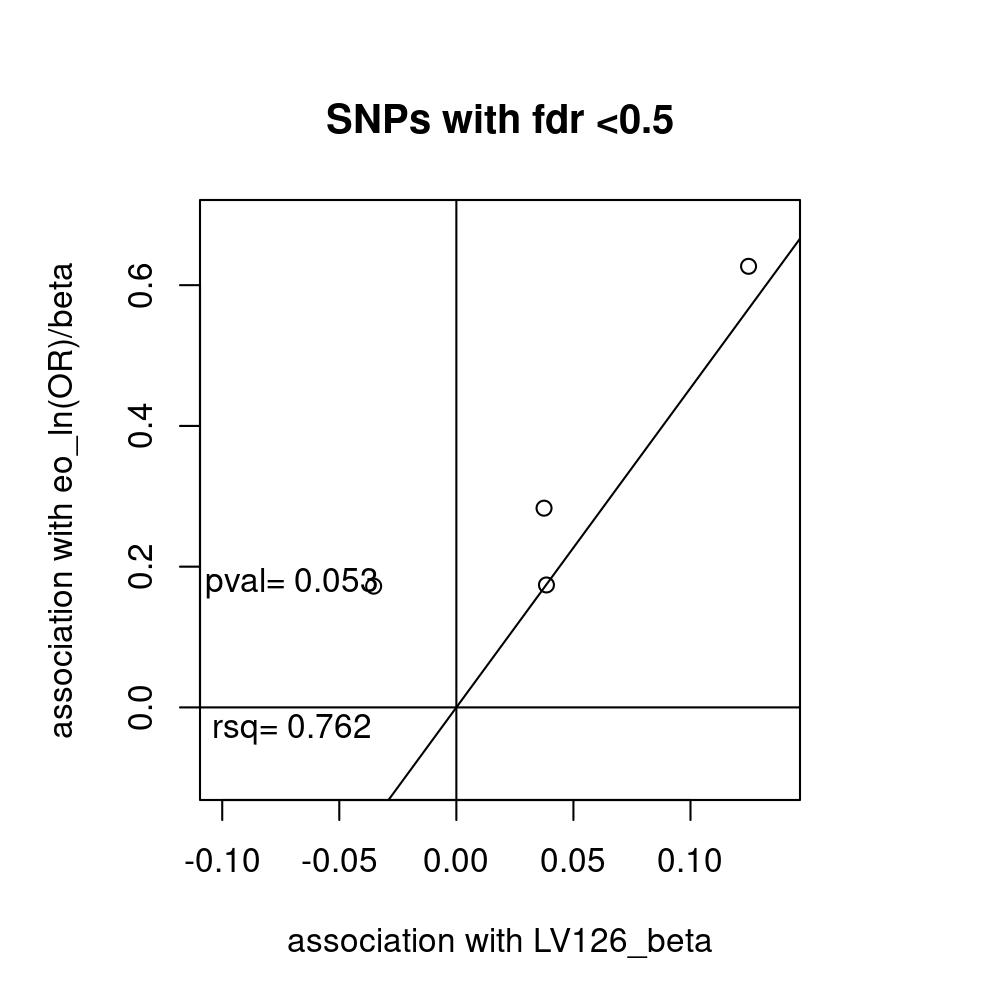 SNPs with fdr <0.5
association with eo_ln(OR)/beta
0.6
0.4
0.2
0.0
pval= 0.053
rsq= 0.762
-0.10 -0.05 0.00 0.05 0.10
association with LV126_beta